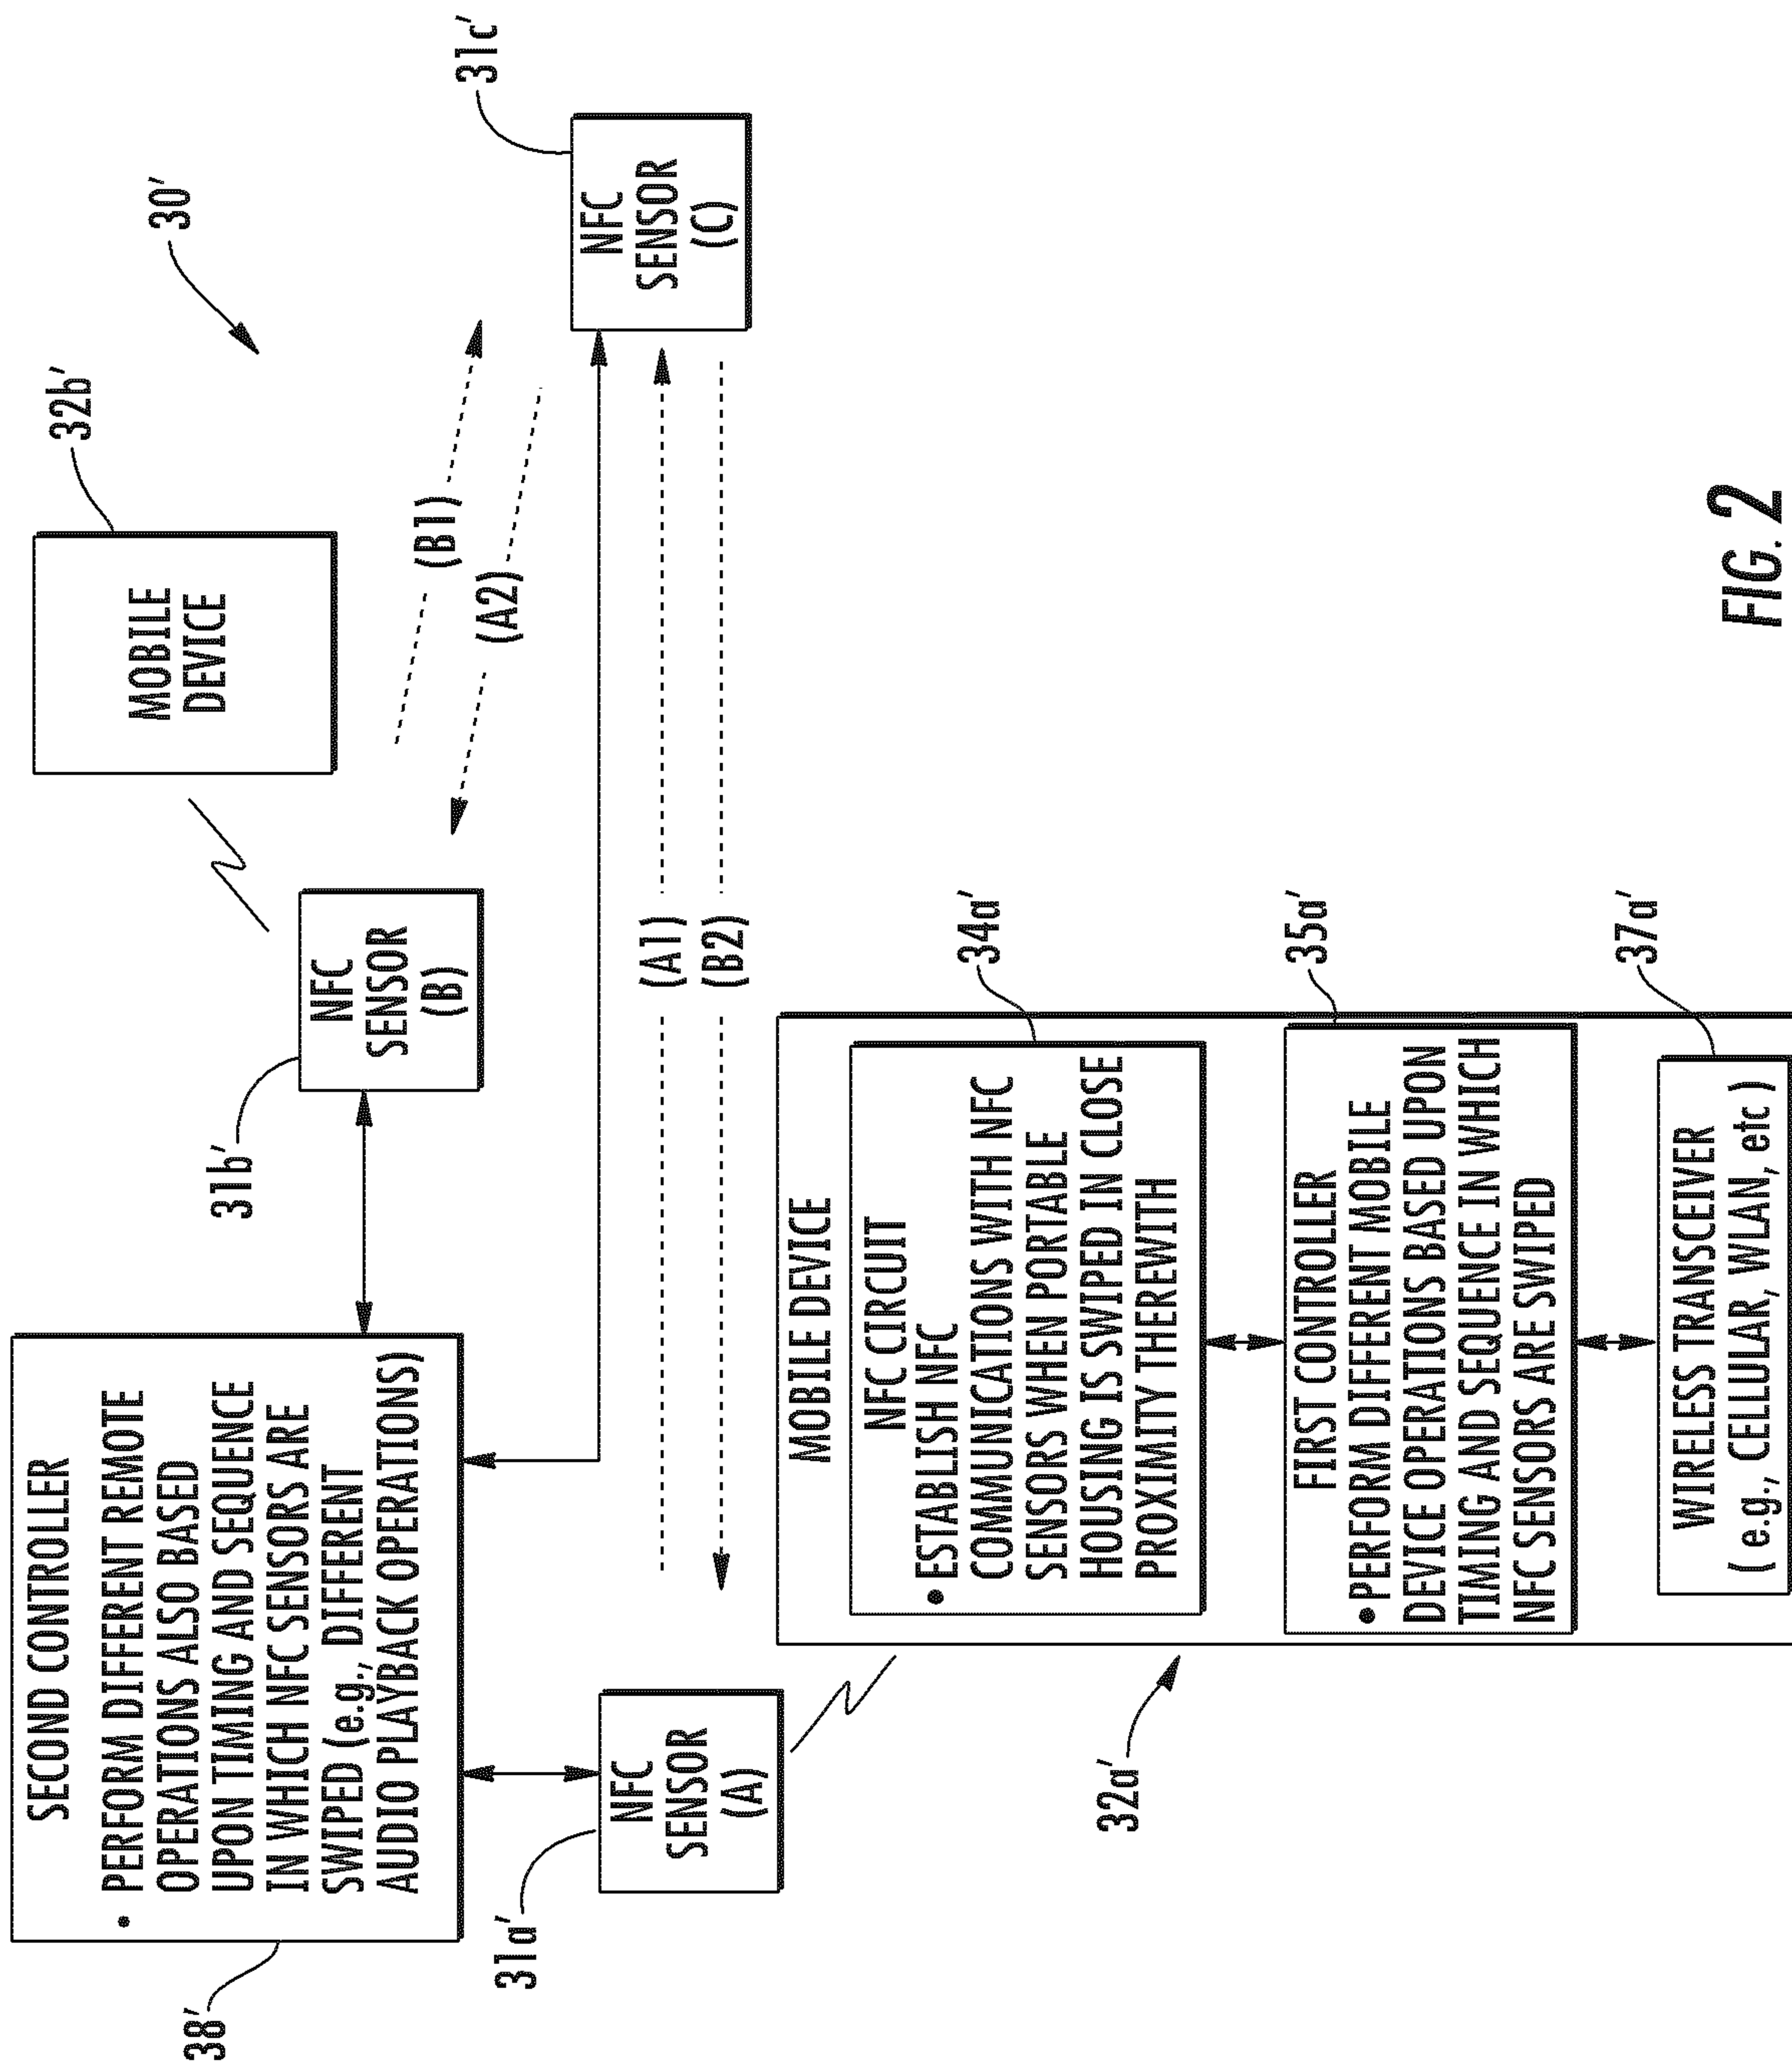 30'
38'
SECOND CONTROLLER
• PERFORM DIFFERENT REMOTE
OPERATIONS ALSO BASED
UPON TIMING AND SEQUENCE
IN WHICH NFC SENSORS ARE
SWIPED (e.g., DIFFERENT
AUDIO PLAYBACK OPERATIONS)
31b'
NFC
SENSOR
(B)
32b'
MOBILE
DEVICE
(B1)
(A2)
31a'
NFC
SENSOR
(A)
(A1)
(B2)
31c'
NFC
SENSOR
(C)
32a'
MOBILE DEVICE
34a'
NFC CIRCUIT
• ESTABLISH NFC
COMMUNICATIONS WITH NFC
SENSORS WHEN PORTABLE
HOUSING IS SWIPED IN CLOSE
PROXIMITY THEREWITH
35a'
FIRST CONTROLLER
• PERFORM DIFFERENT MOBILE
DEVICE OPERATIONS BASED UPON
TIMING AND SEQUENCE IN WHICH
NFC SENSORS ARE SWIPED
37a'
WIRELESS TRANSCEIVER
( e.g., CELLULAR, WLAN, etc )
FIG. 2